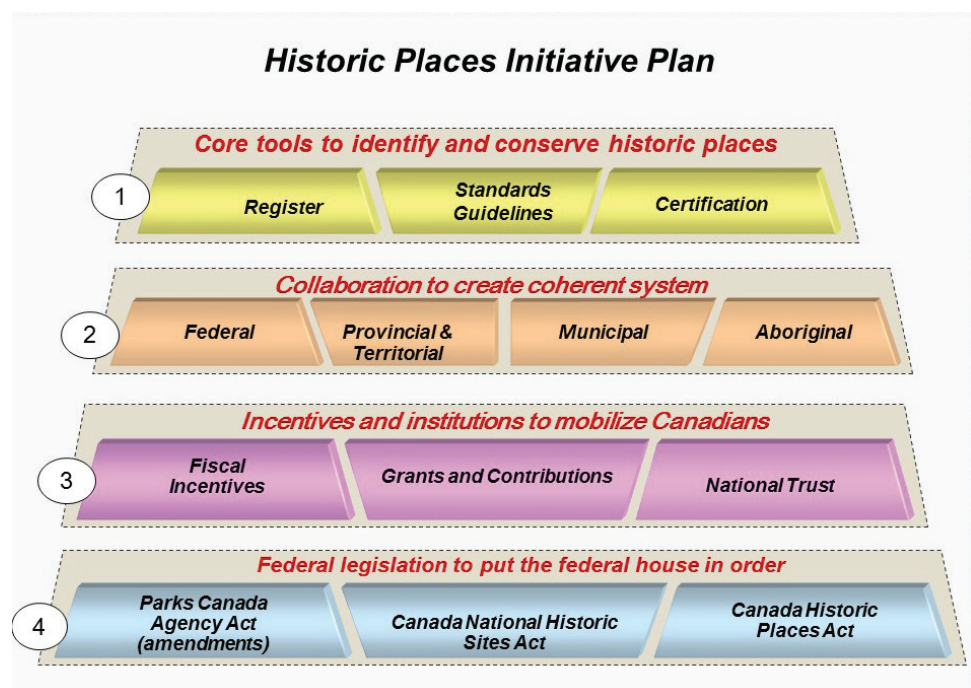 Historic Places Initiative Plan
Core tools to identify and conserve historic places
1
Register
Standards
Guidelines
Certification
Collaboration to create coherent system
2
Federal
Provincial &
Territorial
Municipal
Aboriginal
Incentives and institutions to mobilize Canadians
3
Fiscal
Incentives
Grants and Contributions
National Trust
Federal legislation to put the federal house in order
4
Parks Canada
Agency Act
(amendments)
Canada National Historic
Sites Act
Canada Historic
Places Act